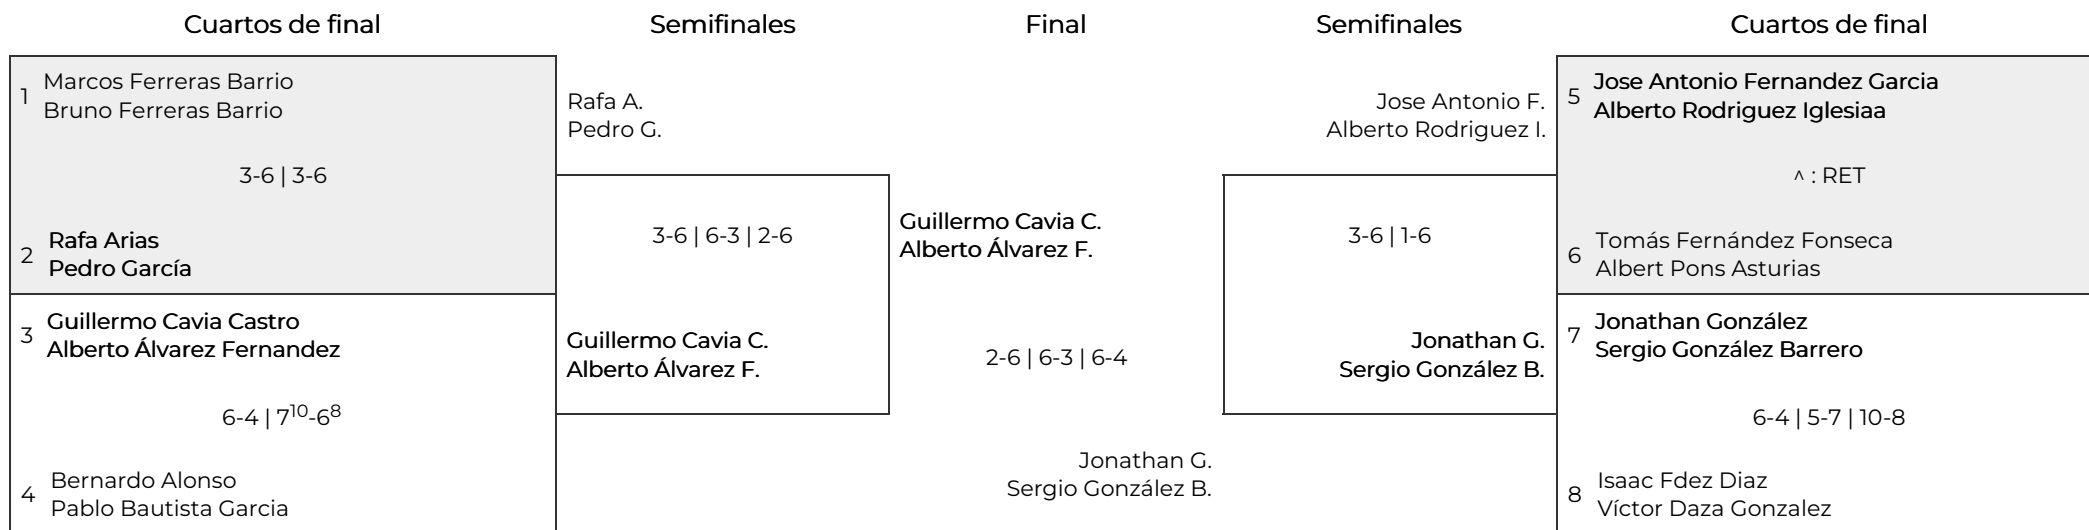 Cuartos de final
Semifinales
Final
Semifinales
Cuartos de final
1
Marcos Ferreras Barrio
Bruno Ferreras Barrio
3-6 | 3-6
2
Rafa Arias
Pedro García
3
Guillermo Cavia Castro
Alberto Álvarez Fernandez
6-4 | 7¹⁰-6⁸
4
Bernardo Alonso
Pablo Bautista Garcia
Rafa A.
Pedro G.
3-6 | 6-3 | 2-6
Guillermo Cavia C.
Alberto Álvarez F.
Guillermo Cavia C.
Alberto Álvarez F.
2-6 | 6-3 | 6-4
Jonathan G.
Sergio González B.
Jose Antonio F.
Alberto Rodriguez I.
3-6 | 1-6
Jonathan G.
Sergio González B.
5
Jose Antonio Fernandez Garcia
Alberto Rodriguez Iglesiaa
^ : RET
6
Tomás Fernández Fonseca
Albert Pons Asturias
7
Jonathan González
Sergio González Barrero
6-4 | 5-7 | 10-8
8
Isaac Fdez Diaz
Víctor Daza Gonzalez